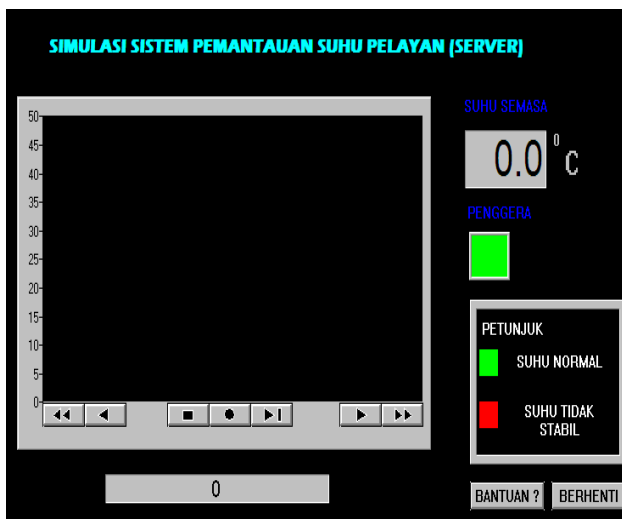 SIMULASI SISTEM PEMANTAUAN SUHU PELAYAN (SERVER)
SUHU SEMASA
0.0 °C
PENGGERA
50
45
40
35
30
25
20
15
10
5
0
0
PETUNJUK
SUHU NORMAL
SUHU TIDAK
STABIL
BANTUAN ?
BERHENTI